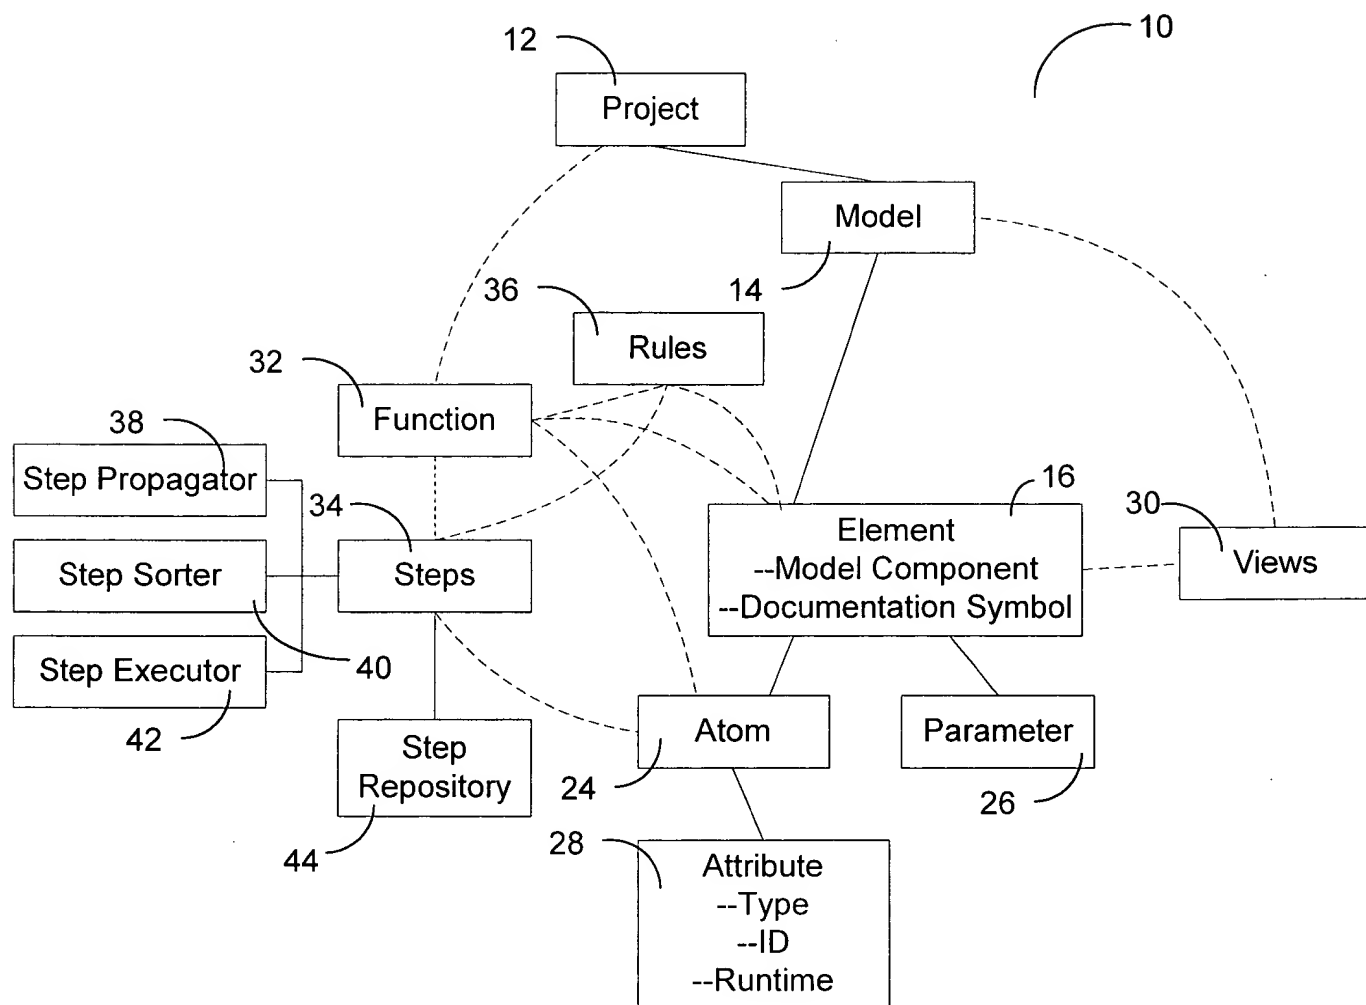 10
12
Project
Model
14
36
Rules
32
Function
38
Step Propagator
34
16
30
Element
--Model Component
--Documentation Symbol
Views
Step Sorter
Steps
40
Step Executor
42
Step
Repository
44
Atom
24
Parameter
26
28
Attribute
--Type
--ID
--Runtime